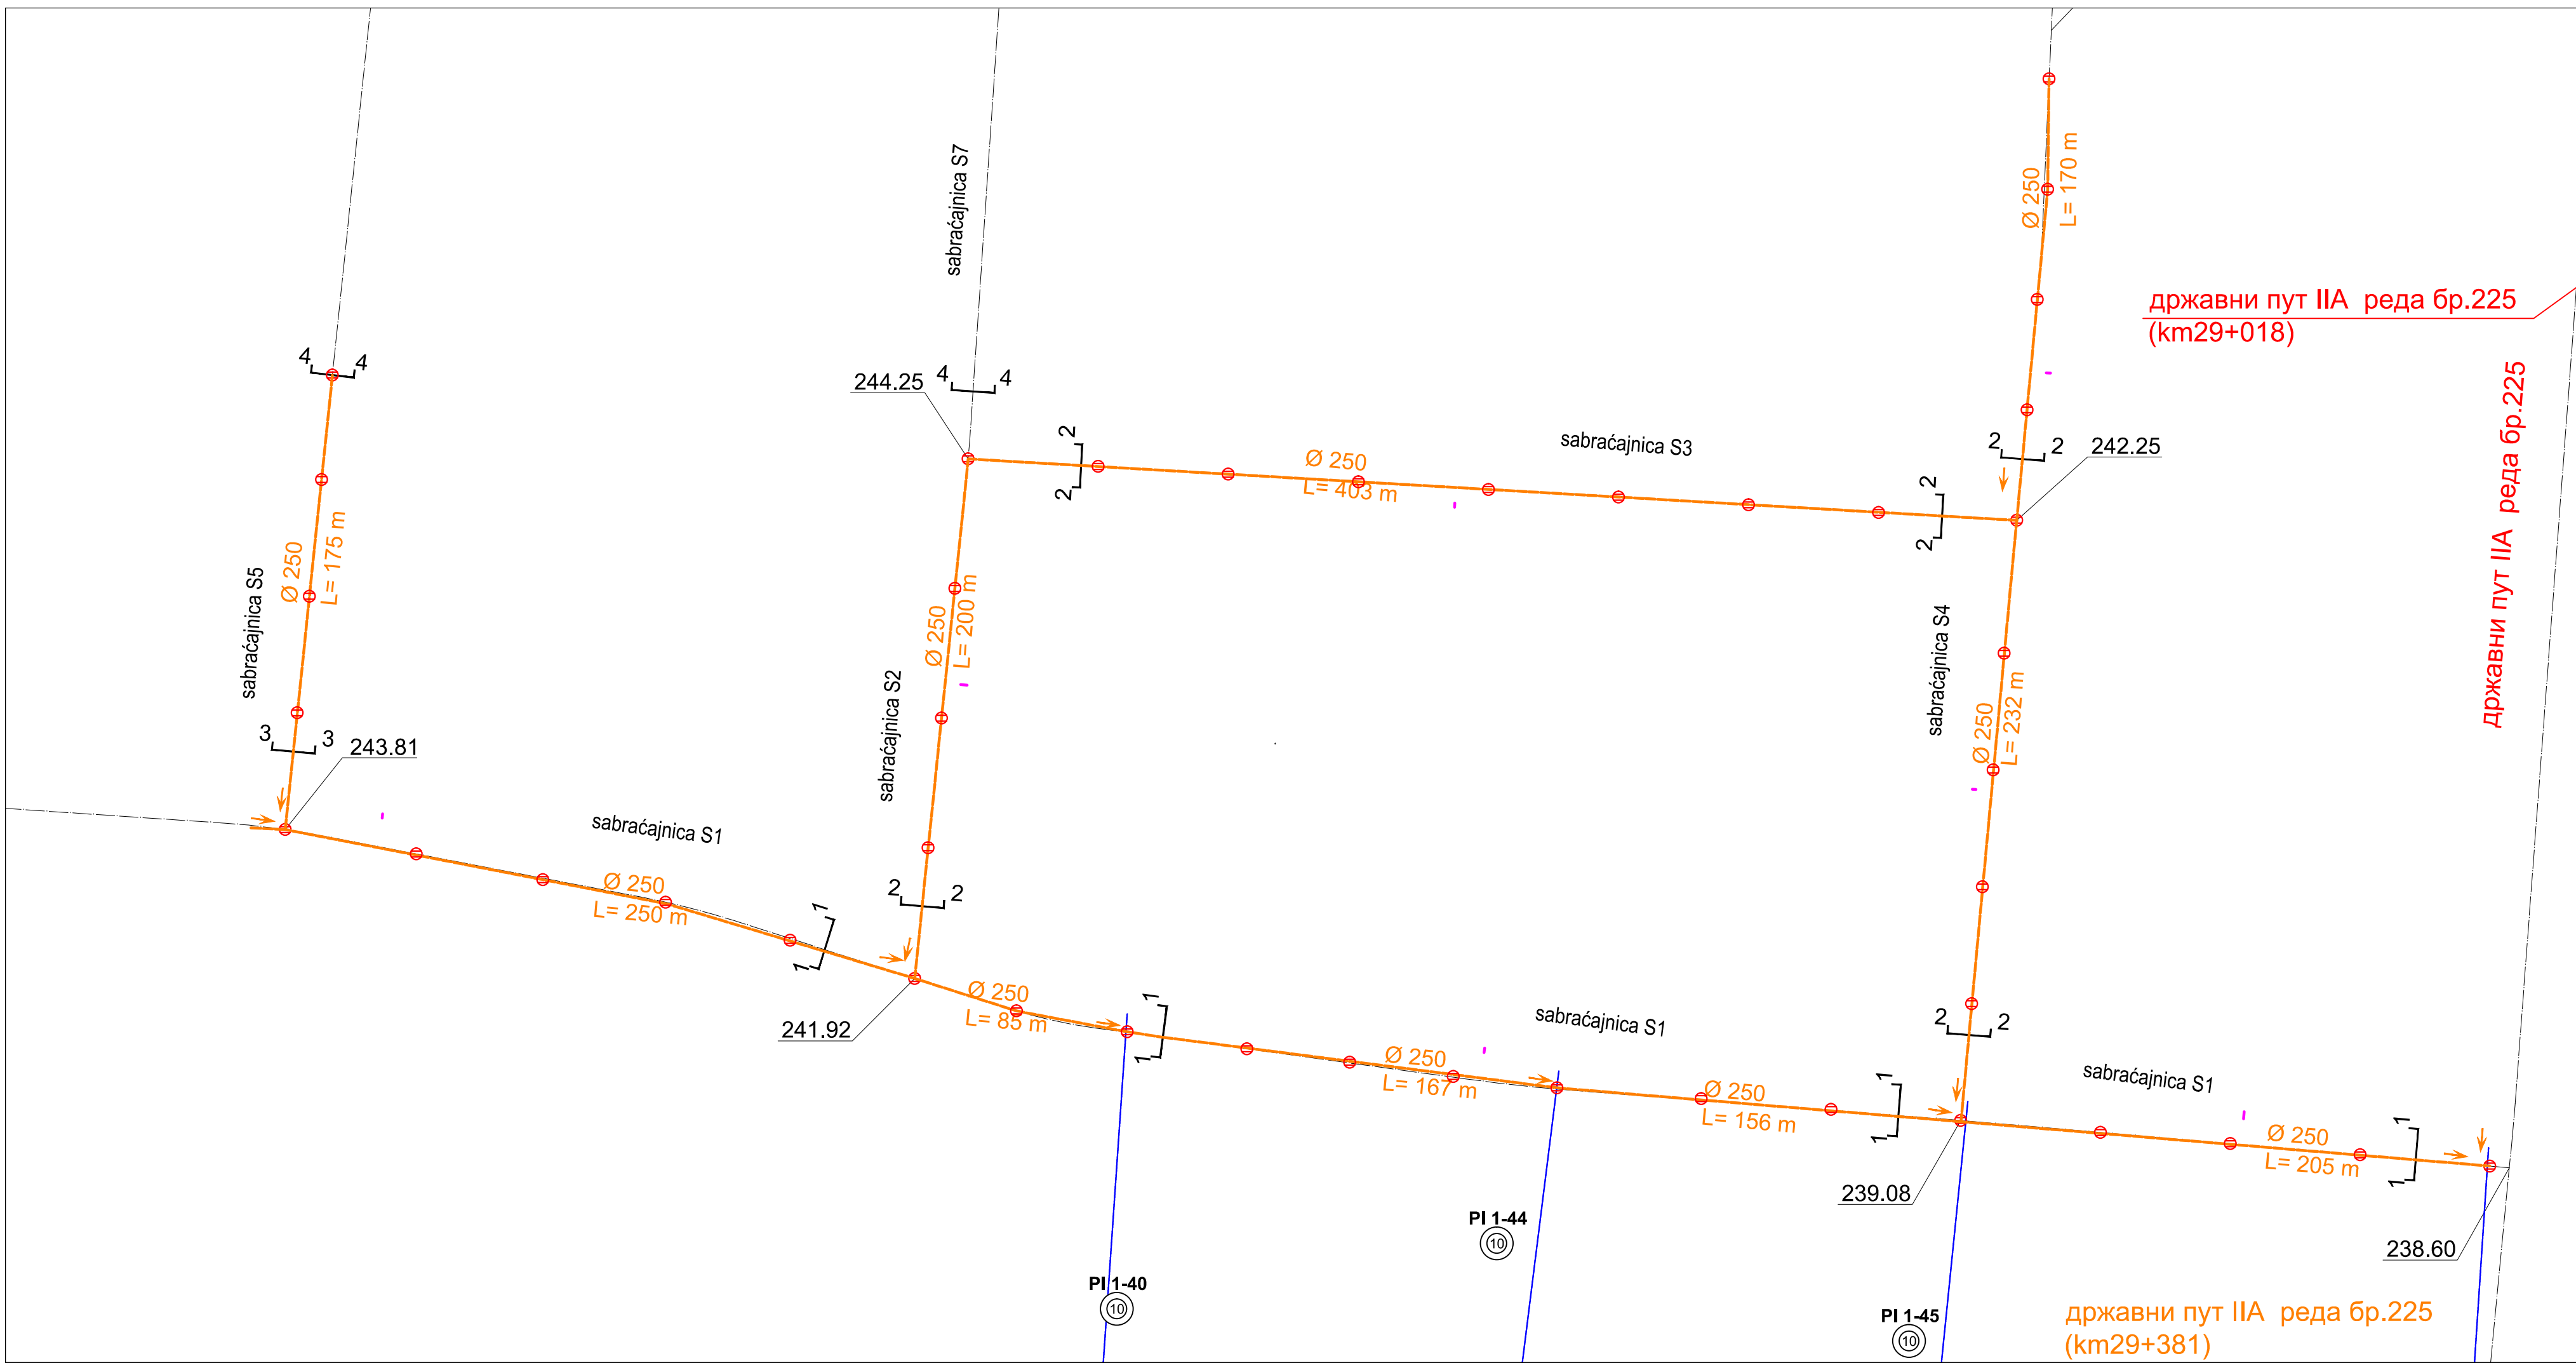 sabraćajnica S7
Ø 250
L= 170 m
државни пут IIA реда бр.225
(km29+018)
државни пут IIA реда бр.225
4
4
244.25
4
4
2
2
Ø 250
L= 403 m
sabraćajnica S3
2
2
2
2
242.25
sabraćajnica S5
Ø 250
L= 175 m
3
3
243.81
sabraćajnica S2
Ø 250
L= 200 m
2
2
sabraćajnica S4
Ø 250
L= 232 m
2
2
sabraćajnica S1
Ø 250
L= 250 m
1
1
241.92
Ø 250
L= 85 m
1
1
sabraćajnica S1
Ø 250
L= 167 m
Ø 250
L= 156 m
1
1
239.08
sabraćajnica S1
Ø 250
L= 205 m
1
1
238.60
PI 1-40
10
PI 1-44
10
PI 1-45
10
државни пут IIA реда бр.225
(km29+381)